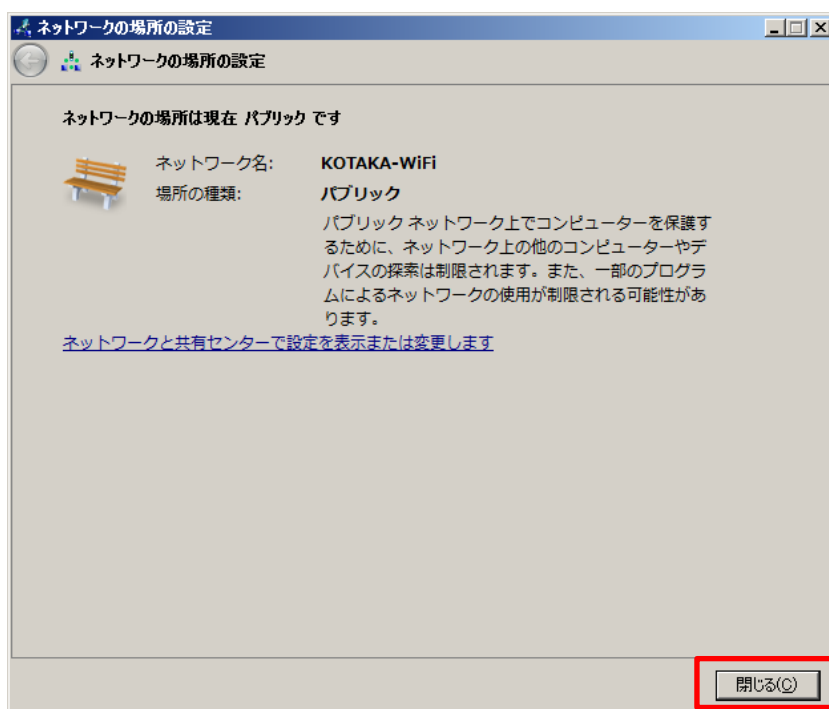 ネットワークの場所の設定
ネットワークの場所の設定
ネットワークの場所は現在 パブリック です
ネットワーク名: KOTAKA-WiFi
場所の種類: パブリック
パブリック ネットワーク上でコンピューターを保護す
るために、ネットワーク上の他のコンピューターやデ
バイスの探索は制限されます。また、一部のプログラ
ムによるネットワークの使用が制限される可能性があ
ります。
ネットワークと共有センターで設定を表示または変更します
閉じる(C)